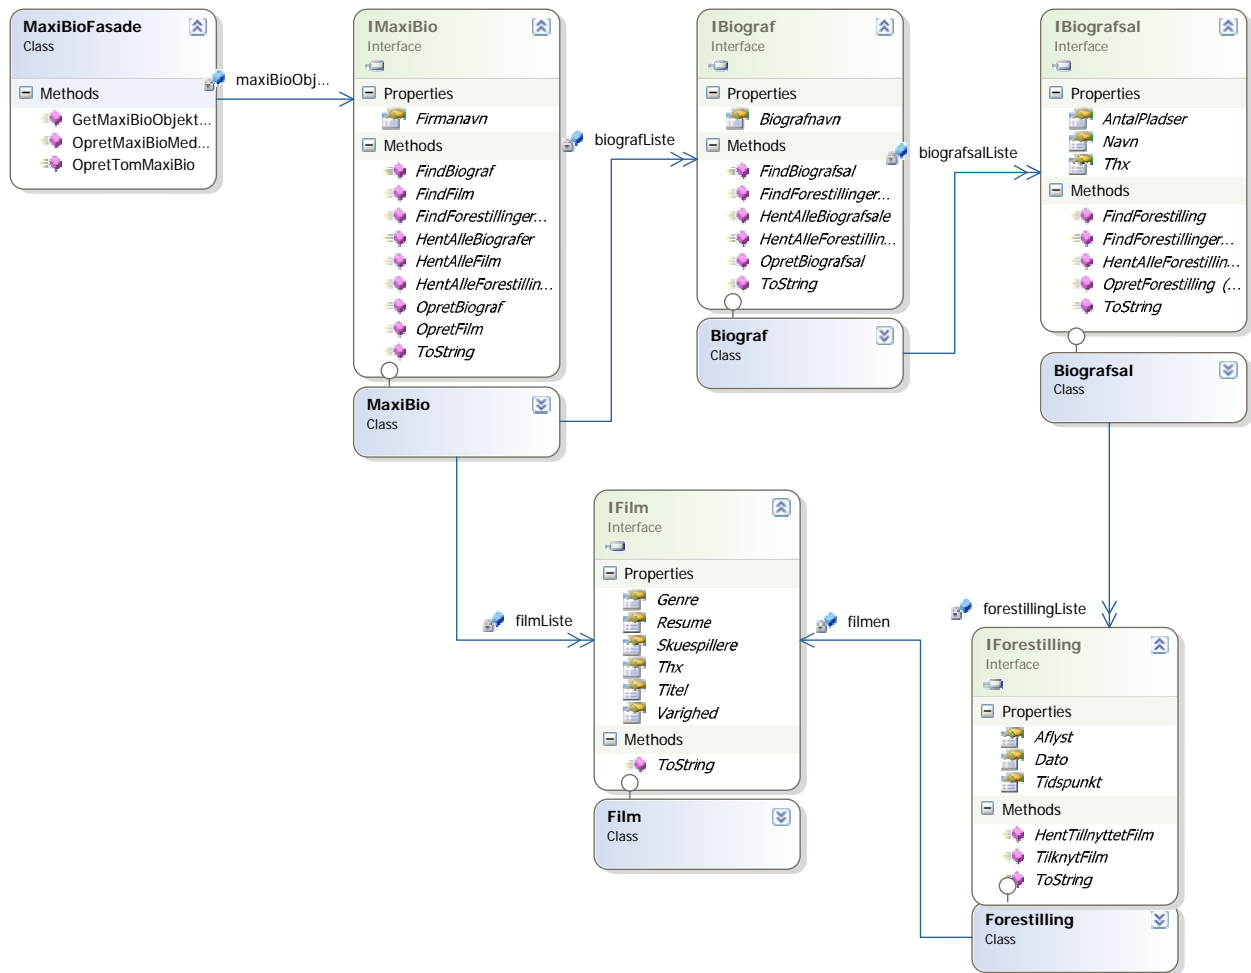 MaxiBioFasade
Class
Methods
GetMaxiBioObjekt...
OpretMaxiBioMed...
OpretTomMaxiBio
maxiBioObj...
IMaxiBio
Interface
Properties
Firmanavn
Methods
FindBiograf
FindFilm
FindForestillinger...
HentAlleBiografer
HentAlleFilm
HentAlleForestillin...
OpretBiograf
OpretFilm
ToString
MaxiBio
Class
biografListe
IBiograf
Interface
Properties
Biografnavn
Methods
FindBiografsal
FindForestillinger...
HentAlleBiografsale
HentAlleForestillin...
OpretBiografsal
ToString
Biograf
Class
biografsalListe
IBiografsal
Interface
Properties
AntalPladser
Navn
Thx
Methods
FindForestilling
FindForestillinger...
HentAlleForestillin...
OpretForestilling (...
ToString
Biografsal
Class
filmListe
IFilm
Interface
Properties
Genre
Resume
Skuespillere
Thx
Titel
Varighed
Methods
ToString
Film
Class
filmen
forestillingListe
IForestilling
Interface
Properties
Aflyst
Dato
Tidspunkt
Methods
HentTillnyttetFilm
TilknytFilm
ToString
Forestilling
Class